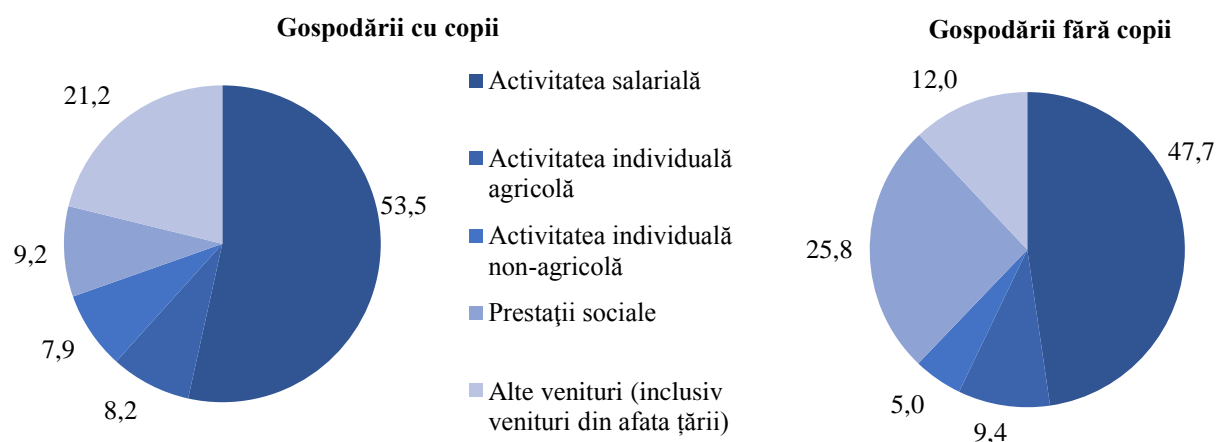 Gospodării cu copii
21,2
53,5
9,2
7,9
8,2
Activitatea salarială
Activitatea individuală
agricolă
Activitatea individuală
non-agricolă
Prestaţii sociale
Alte venituri (inclusiv
venituri din afata țării)
Gospodării fără copii
12,0
47,7
25,8
5,0
9,4